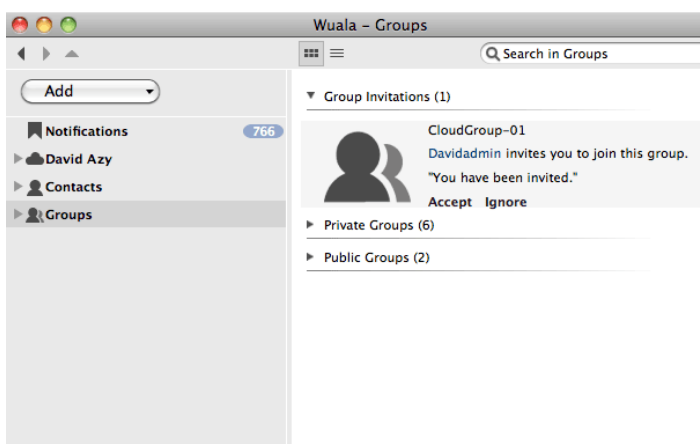 Wuala – Groups
Search in Groups
Add
Notifications 766
David Azy
Contacts
Groups
Group Invitations (1)
CloudGroup-01
Davidadmin invites you to join this group.
"You have been invited."
Accept Ignore
Private Groups (6)
Public Groups (2)